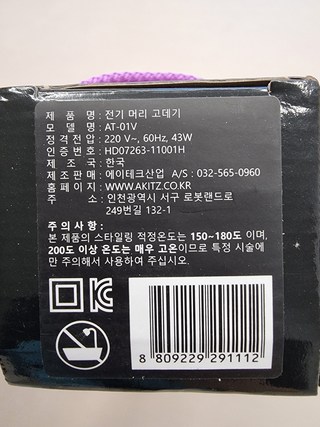 제 품 명 : 전기 머리 고데기
모 델 명 : AT-01V
정 격 전 압 : 220 V~, 60Hz, 43W
인 증 번 호 : HD07263-11001H
제 조 국 : 한국
제 조 판 매 : 에이테크산업 A/S : 032-565-0960
홈 페 이 지 : WWW.AKITZ.CO.KR
주 소 : 인천광역시 서구 로봇랜드로
249번길 132-1
주 의 사 항 :
본 제품의 스타일링 적정온도는 150~180도 이며,
200도 이상 온도는 매우 고온이므로 특정 시술에
만 주의해서 사용하여 주십시오.
8 809229 291112